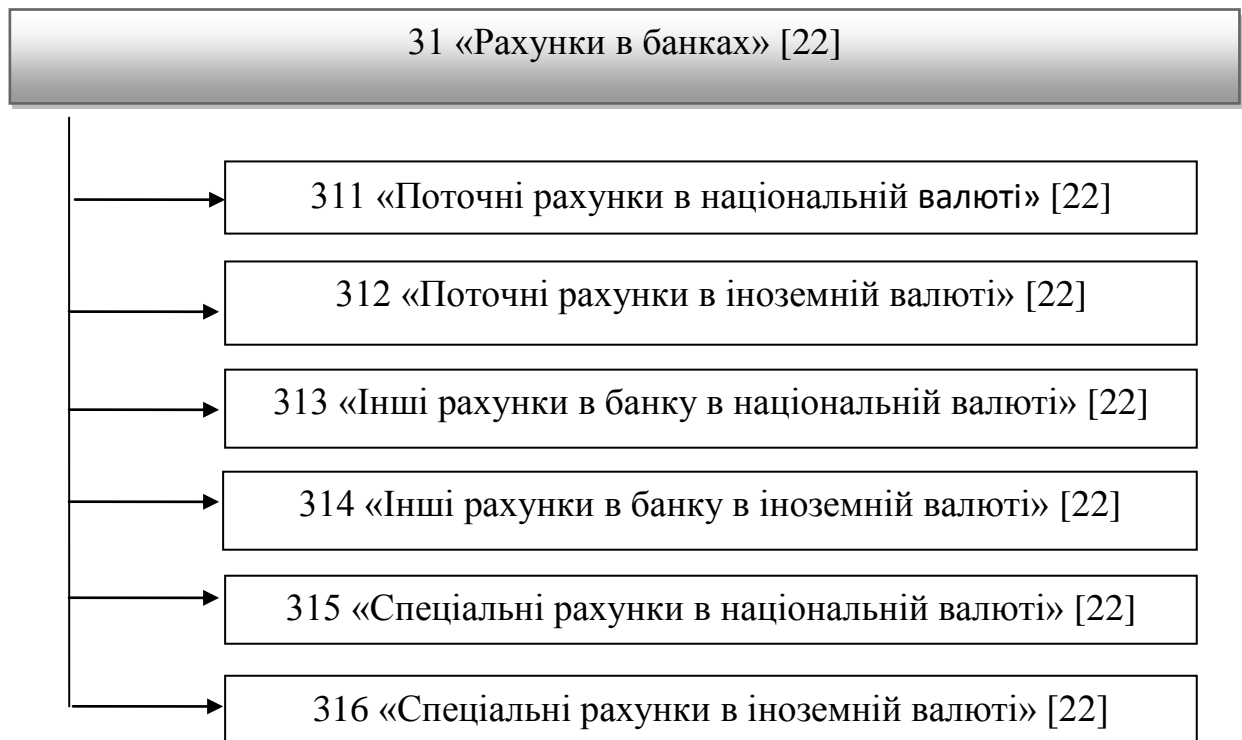 31 «Рахунки в банках» [22]
311 «Поточні рахунки в національній валюті» [22]
312 «Поточні рахунки в іноземній валюті» [22]
313 «Інші рахунки в банку в національній валюті» [22]
314 «Інші рахунки в банку в іноземній валюті» [22]
315 «Спеціальні рахунки в національній валюті» [22]
316 «Спеціальні рахунки в іноземній валюті» [22]